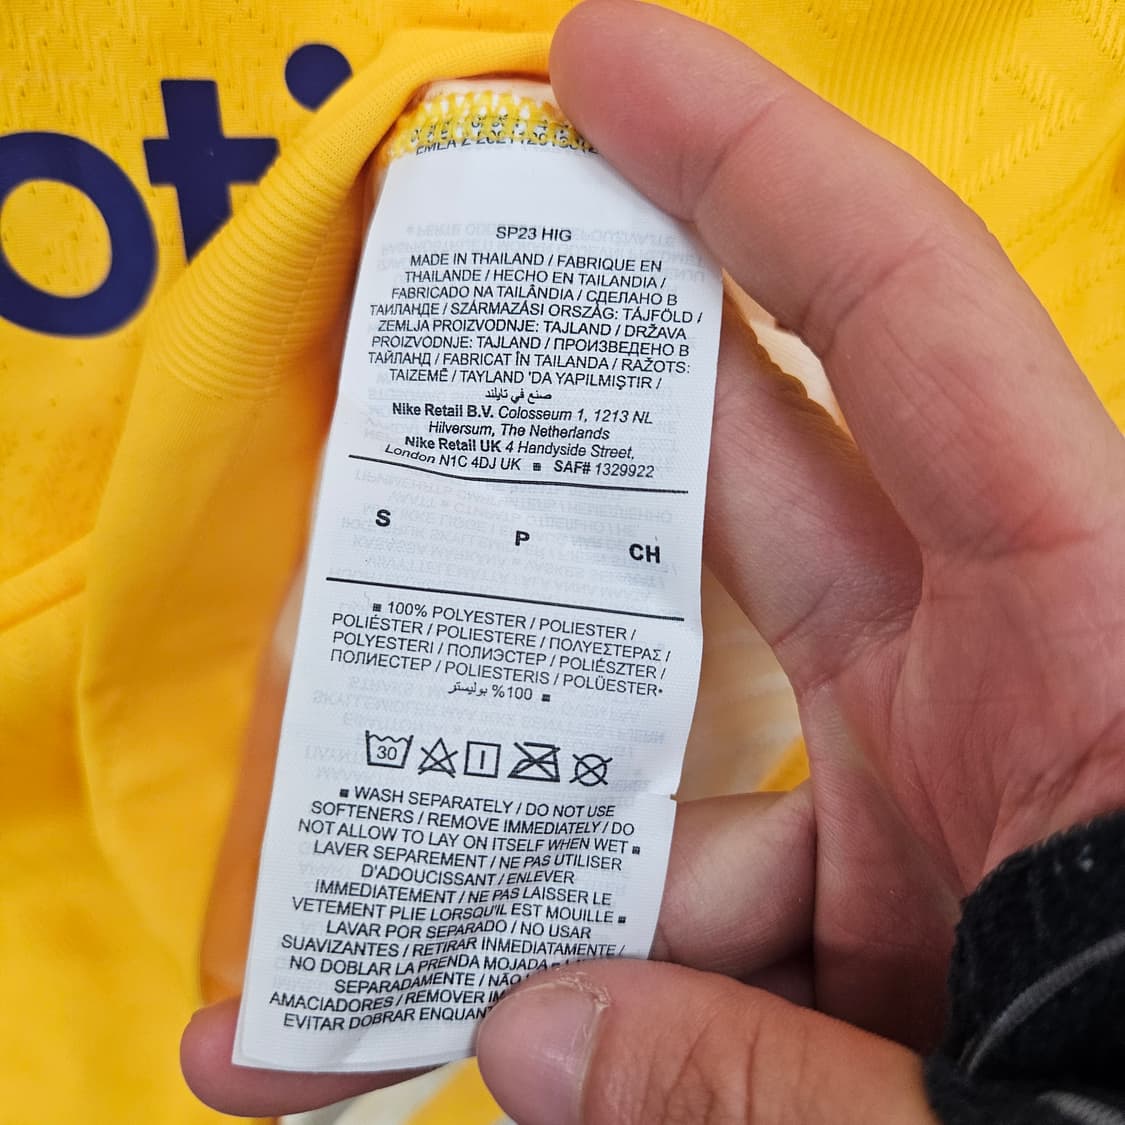 oti
SP23 HIG
MADE IN THAILAND / FABRIQUE EN
THAILANDE / HECHO EN TAILANDIA /
FABRICADO NA TAILÂNDIA / СДЕЛАНО В
ТАИЛАНДЕ / SZÁRMAZÁSI ORSZÁG: TÁJFÖLD /
ZEMLJA PROIZVODNJE: TAJLAND / DRŽAVA
PROIZVODNJE: TAJLAND / ПРОИЗВЕДЕНО В
ТАЙЛАНД / FABRICAT ÎN TAILANDA / RAŽOTS:
TAIZEMĒ / TAYLAND 'DA YAPILMIŞTIR /
صنع في تايلند
Nike Retail B.V. Colosseum 1, 1213 NL
Hilversum, The Netherlands
Nike Retail UK 4 Handyside Street,
London N1C 4DJ UK ■ SAF# 1329922
S P CH
■ 100% POLYESTER / POLIESTER /
POLIÉSTER / POLIESTERE / ΠΟΛΥΕΣΤΕΡΑΣ /
POLYESTERI / ПОЛИЭСТЕР / POLIÉSZTER /
ПОЛИЕСТЕР / POLIESTERIS / POLÜESTER•
100% بوليستر ■
30
■ WASH SEPARATELY / DO NOT USE
SOFTENERS / REMOVE IMMEDIATELY / DO
NOT ALLOW TO LAY ON ITSELF WHEN WET ■
LAVER SEPAREMENT / NE PAS UTILISER
D'ADOUCISSANT / ENLEVER
IMMEDIATEMENT / NE PAS LAISSER LE
VETEMENT PLIE LORSQU'IL EST MOUILLE ■
LAVAR POR SEPARADO / NO USAR
SUAVIZANTES / RETIRAR INMEDIATAMENTE /
NO DOBLAR LA PRENDA MOJADA ■
SEPARADAMENTE / NÃO
AMACIADORES / REMOVER IM
EVITAR DOBRAR ENQUAN